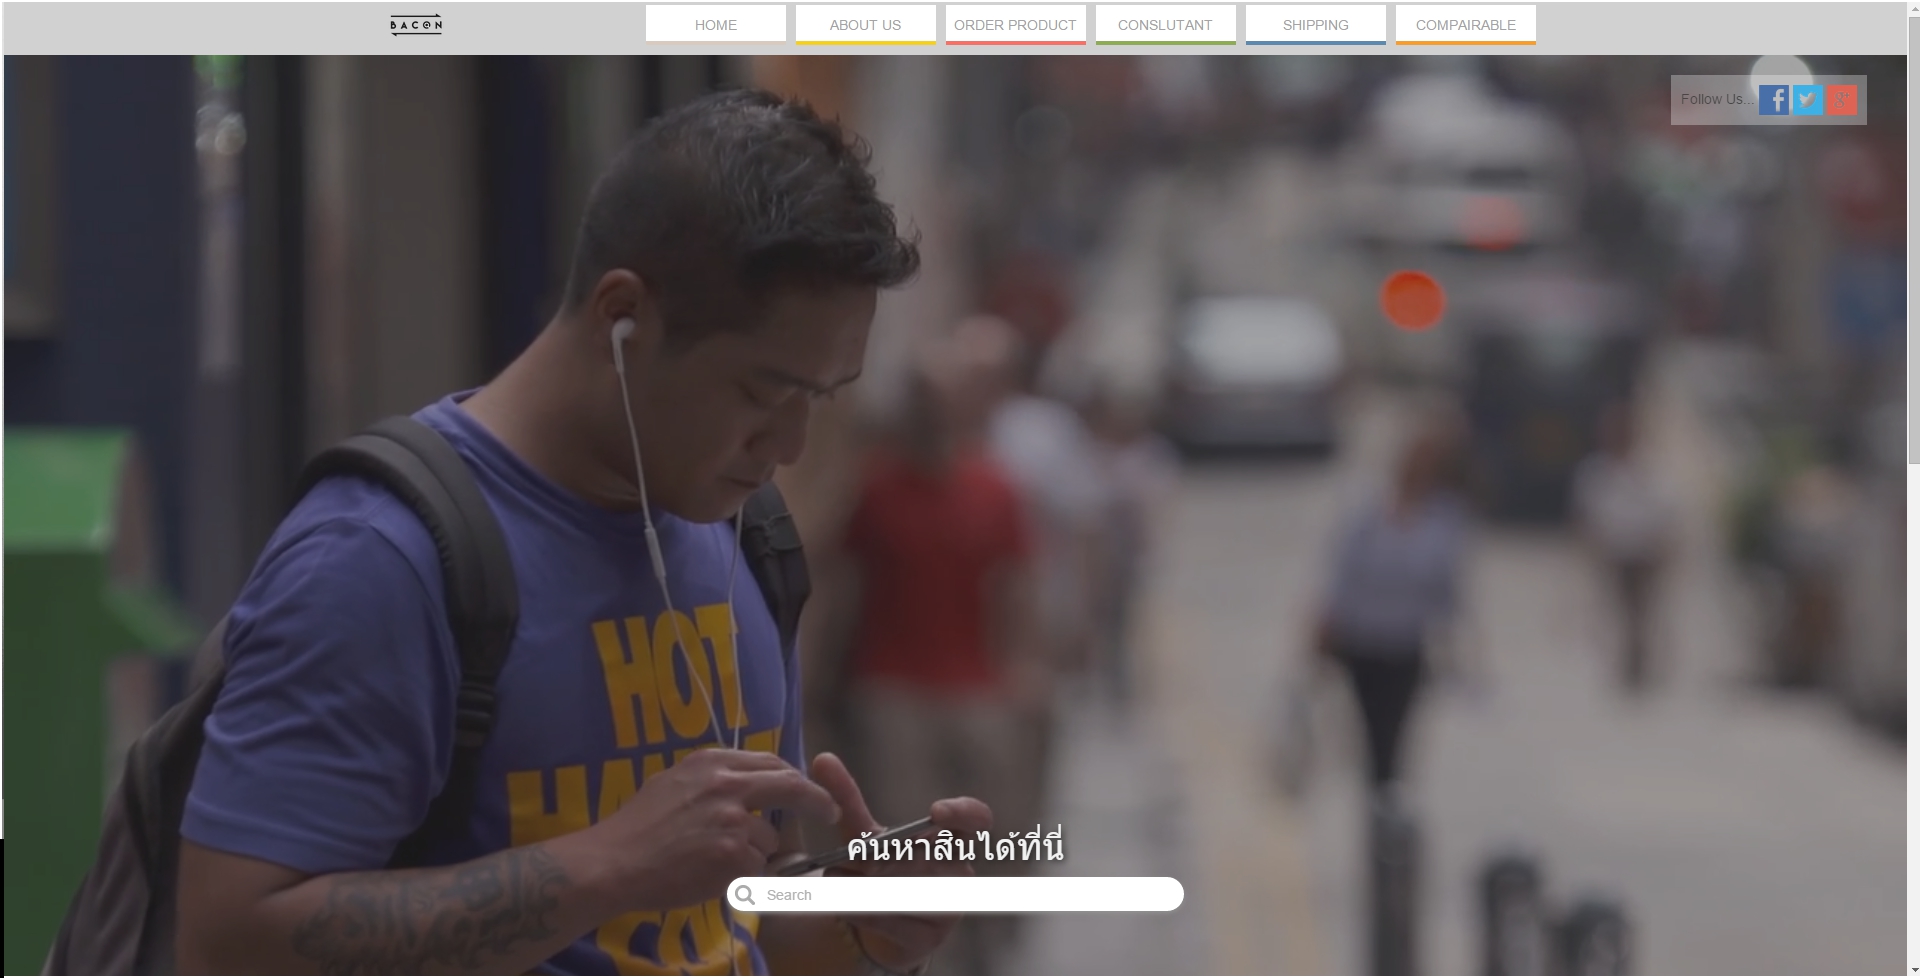 BACON
HOME
ABOUT US
ORDER PRODUCT
CONSLUTANT
SHIPPING
COMPAIRABLE
Follow Us...
HOT
ค้นหาสินได้ที่นี่
Search